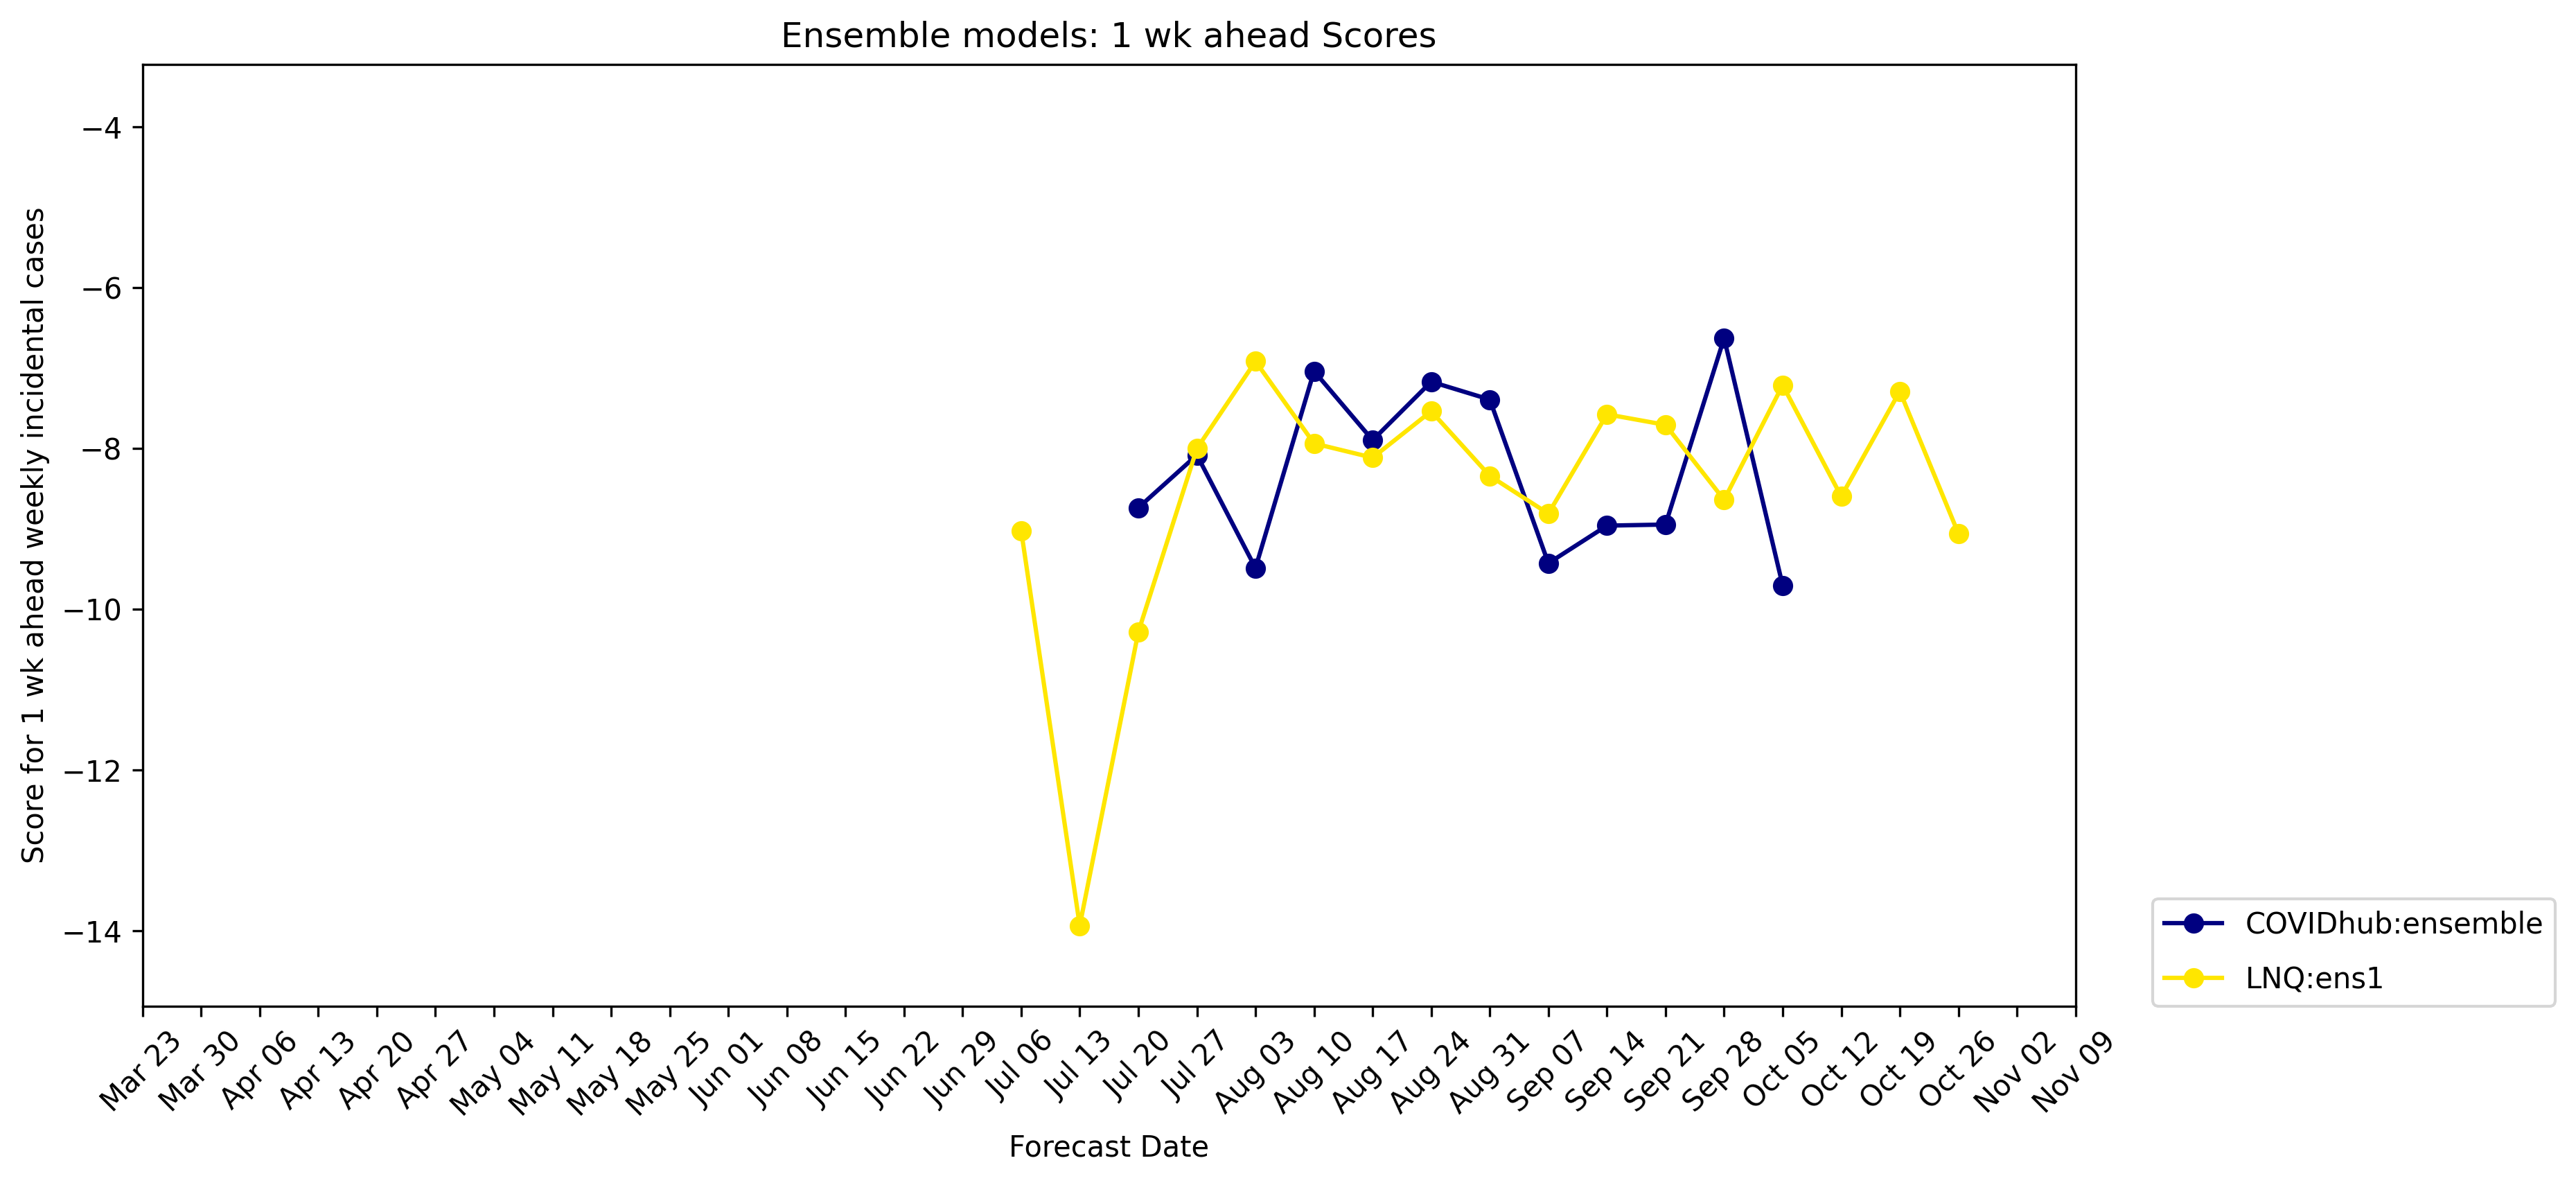 Ensemble models: 1 wk ahead Scores
Score for 1 wk ahead weekly incidental cases
−4
−6
−8
−10
−12
−14
Mar 23
Mar 30
Apr 06
Apr 13
Apr 20
Apr 27
May 04
May 11
May 18
May 25
Jun 01
Jun 08
Jun 15
Jun 22
Jun 29
Jul 06
Jul 13
Jul 20
Jul 27
Aug 03
Aug 10
Aug 17
Aug 24
Aug 31
Sep 07
Sep 14
Sep 21
Sep 28
Oct 05
Oct 12
Oct 19
Oct 26
Nov 02
Nov 09
Forecast Date
COVIDhub:ensemble
LNQ:ens1